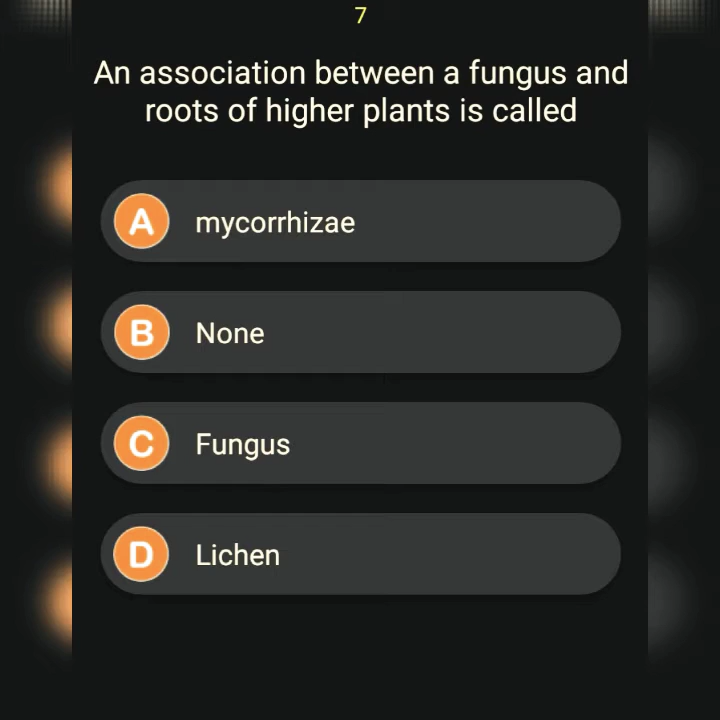 7
An association between a fungus and
roots of higher plants is called
A mycorrhizae
B None
C Fungus
D Lichen